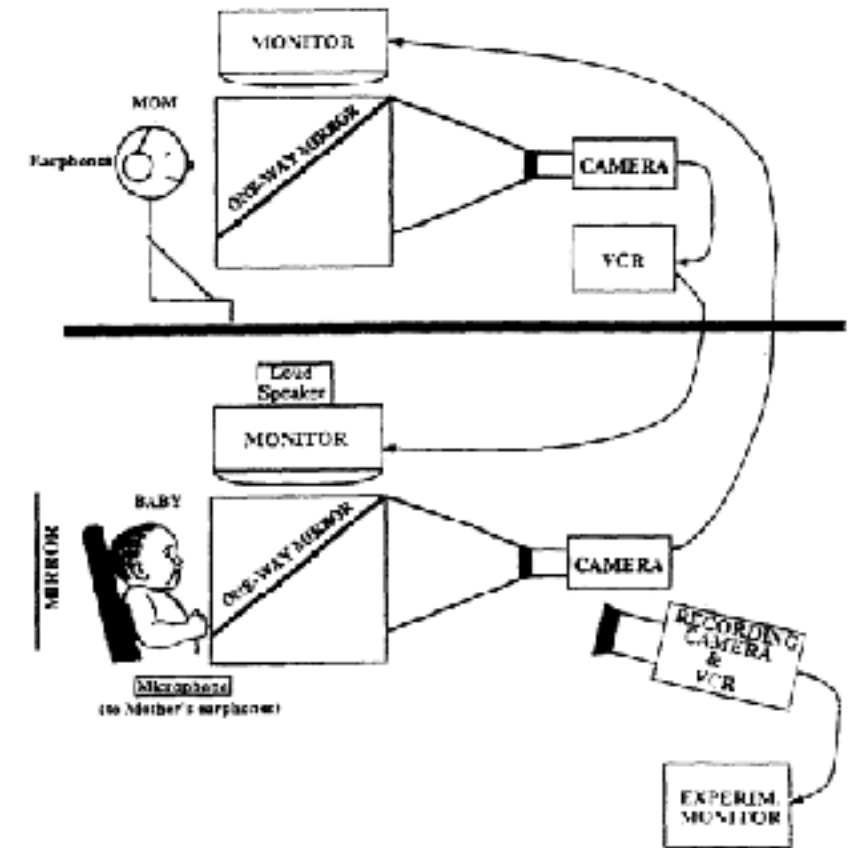 MONITOR
MOM
Earphones
ONE-WAY MIRROR
CAMERA
VCR
Loud
Speaker
MONITOR
BABY
MIRROR
ONE-WAY MIRROR
CAMERA
RECORDING
CAMERA
&
VCR
Microphone
(to Mother's earphones)
EXPERIM.
MONITOR